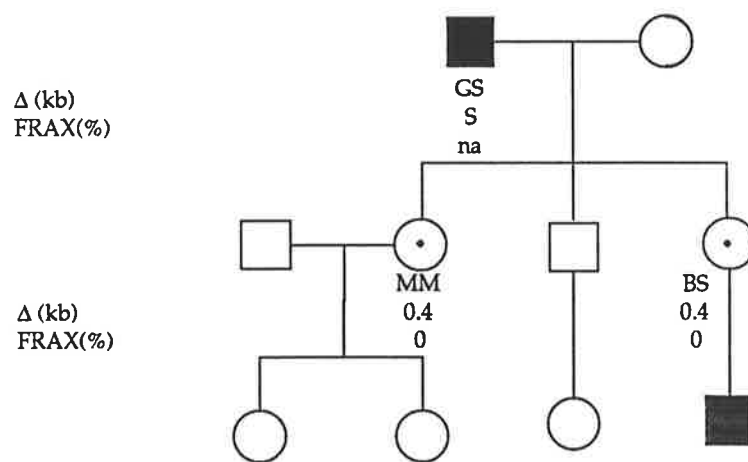 GS
Δ (kb) S
FRAX(%) na
MM BS
Δ (kb) 0.4 0.4
FRAX(%) 0 0